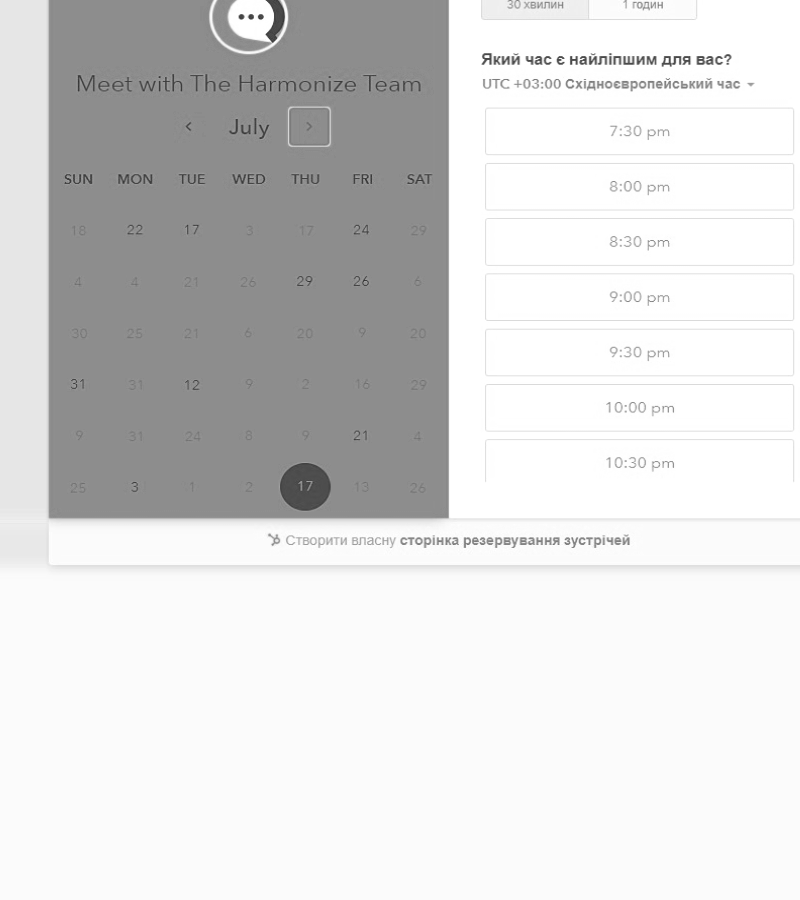 30 хвилин 1 годин
Meet with The Harmonize Team
July
SUN MON TUE WED THU FRI SAT
18 22 17 3 17 24 29
4 4 21 26 29 26 6
30 25 21 6 20 9 20
31 31 12 9 2 16 29
9 31 24 8 9 21 4
25 3 1 2 17 13 26
Який час є найліпшим для вас?
UTC +03:00 Східноєвропейський час
7:30 pm
8:00 pm
8:30 pm
9:00 pm
9:30 pm
10:00 pm
10:30 pm
Створити власну сторінка резервування зустрічей